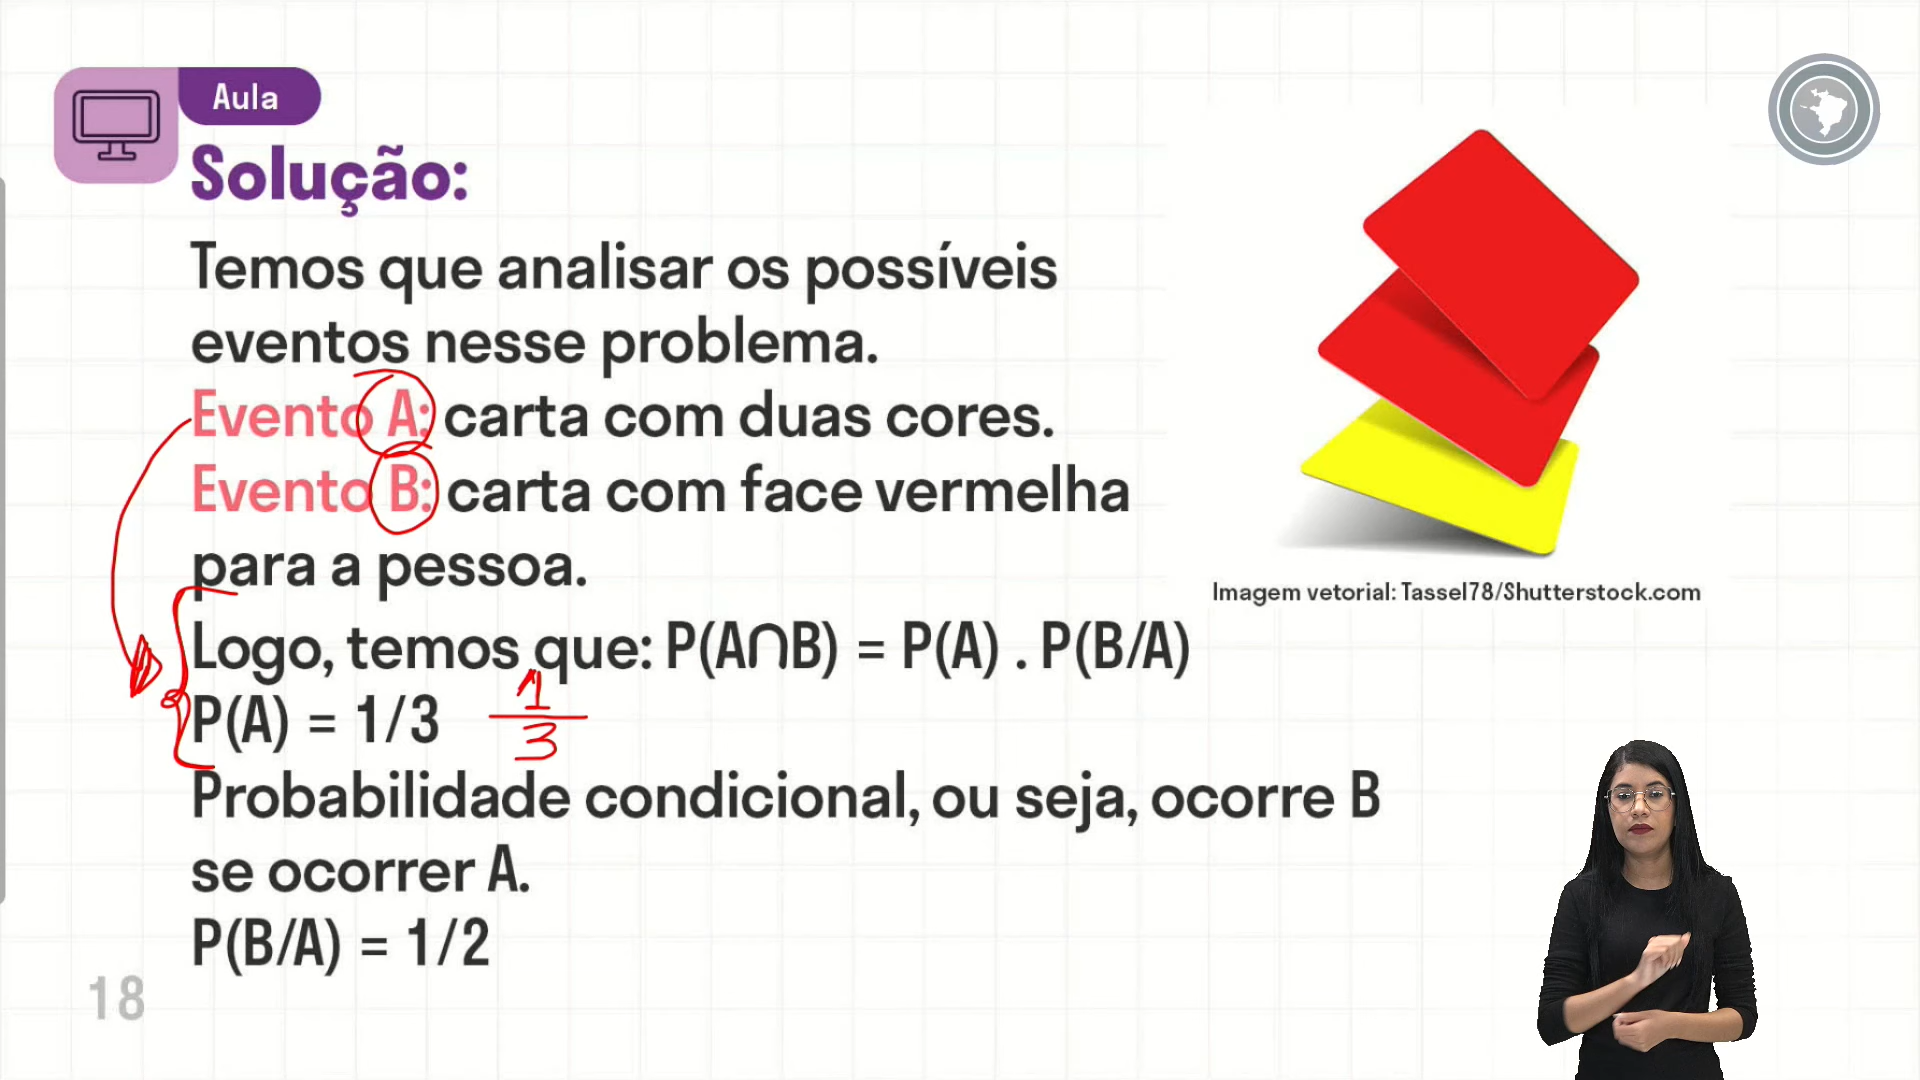 Aula
Solução:
Temos que analisar os possíveis
eventos nesse problema.
Evento A: carta com duas cores.
Evento B: carta com face vermelha
para a pessoa.
Imagem vetorial: Tassel78/Shutterstock.com
Logo, temos que: P(A∩B) = P(A) . P(B/A)
P(A) = 1/3
1
3
Probabilidade condicional, ou seja, ocorre B
se ocorrer A.
P(B/A) = 1/2
18